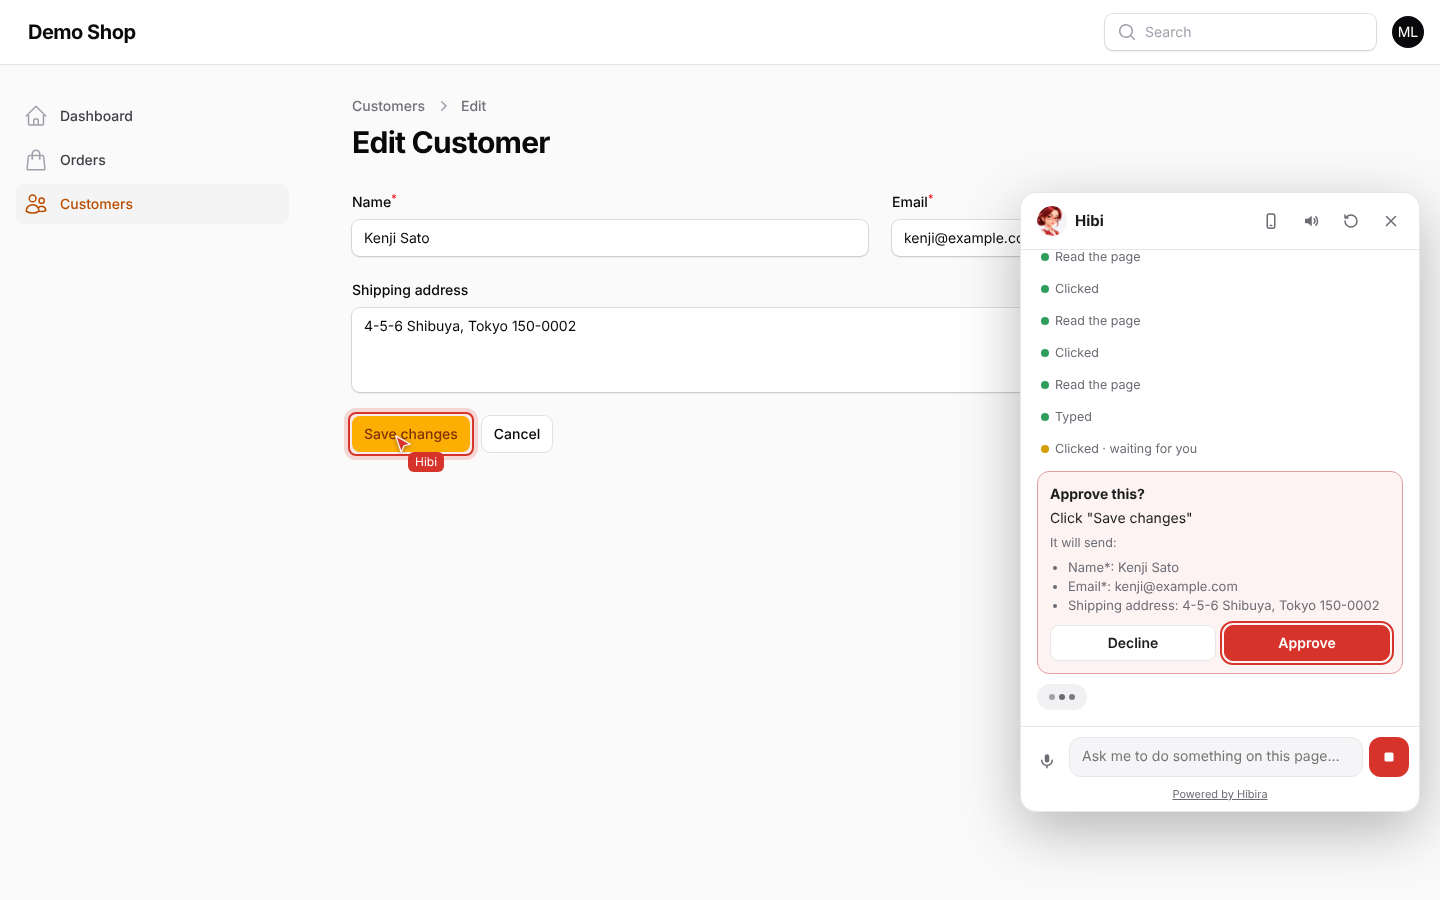 Demo Shop
Search
ML
Dashboard
Orders
Customers
Customers > Edit
Edit Customer
Name*
Kenji Sato
Email*
kenji@example.co
Shipping address
4-5-6 Shibuya, Tokyo 150-0002
Save changes
Cancel
Hibi
Hibi
Read the page
Clicked
Read the page
Clicked
Read the page
Typed
Clicked · waiting for you
Approve this?
Click "Save changes"
It will send:
• Name*: Kenji Sato
• Email*: kenji@example.com
• Shipping address: 4-5-6 Shibuya, Tokyo 150-0002
Decline
Approve
Ask me to do something on this page...
Powered by Hibira